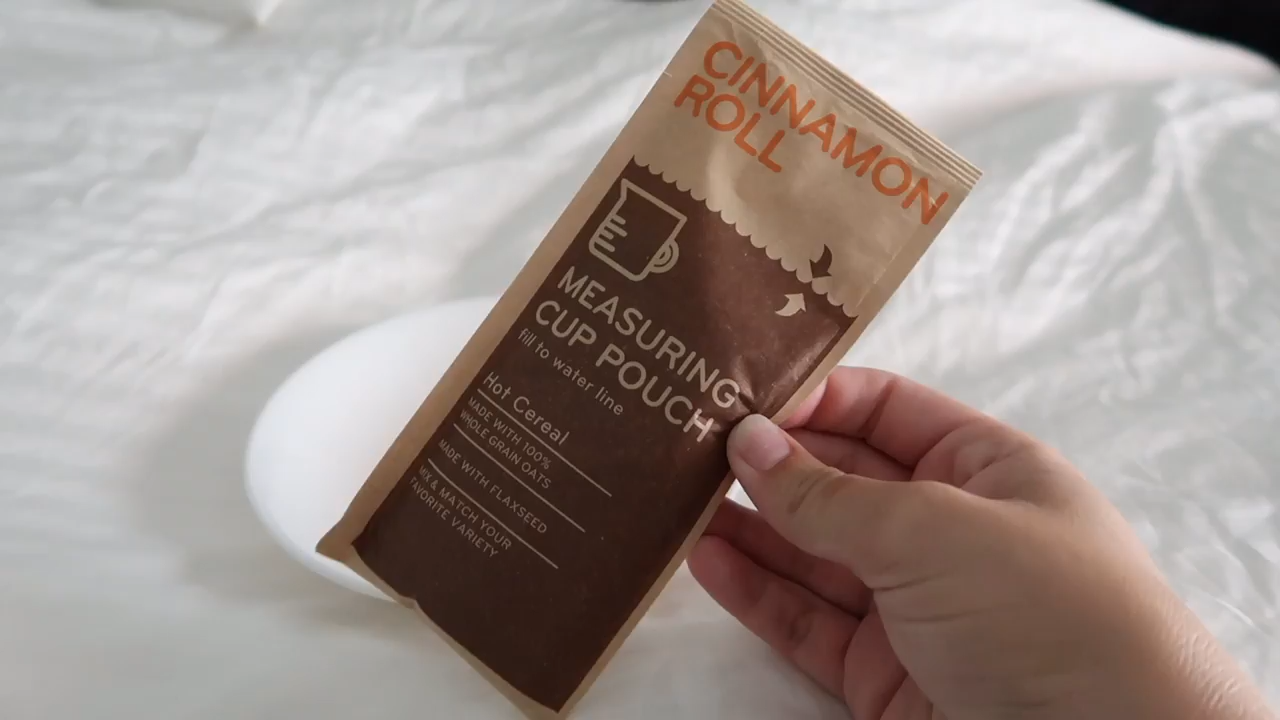 CINNAMON
ROLL
MEASURING
CUP POUCH
fill to water line
Hot Cereal
MADE WITH 100%
WHOLE GRAIN OATS
MADE WITH FLAXSEED
MIX & MATCH YOUR
FAVORITE VARIETY